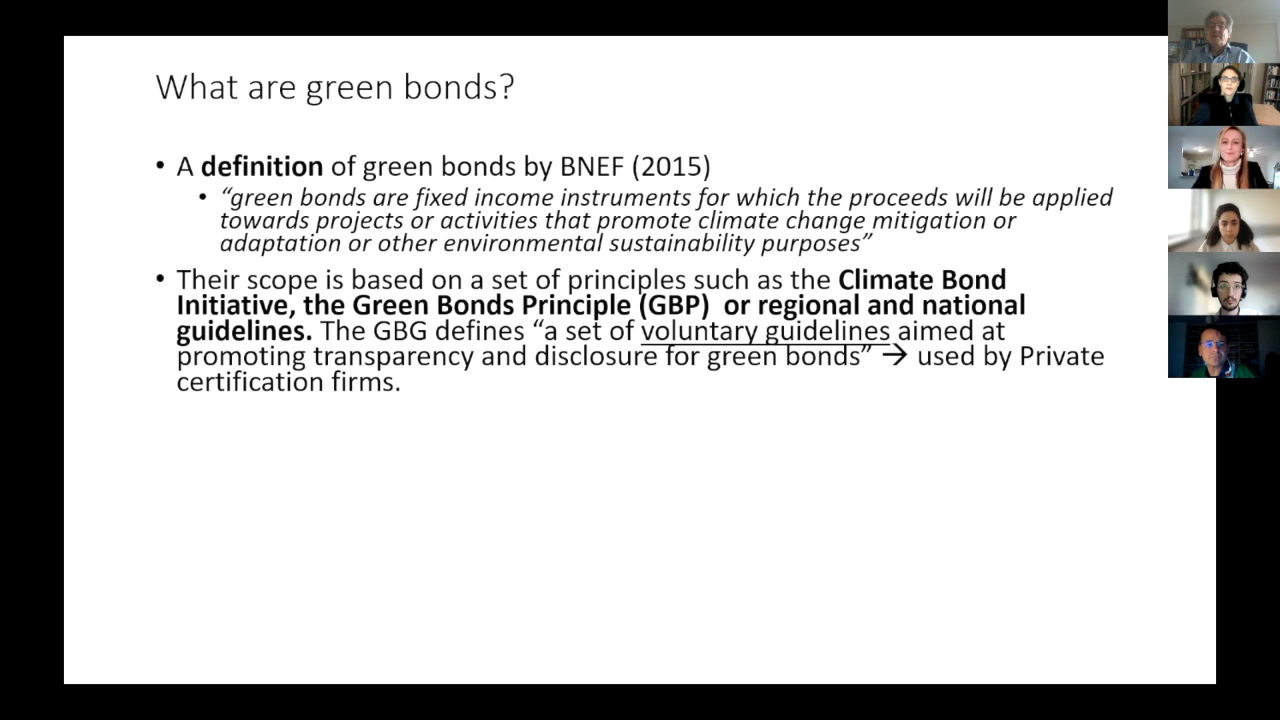 What are green bonds?
• A definition of green bonds by BNEF (2015)
• “green bonds are fixed income instruments for which the proceeds will be applied
towards projects or activities that promote climate change mitigation or
adaptation or other environmental sustainability purposes”
• Their scope is based on a set of principles such as the Climate Bond
Initiative, the Green Bonds Principle (GBP) or regional and national
guidelines. The GBG defines “a set of voluntary guidelines aimed at
promoting transparency and disclosure for green bonds” → used by Private
certification firms.